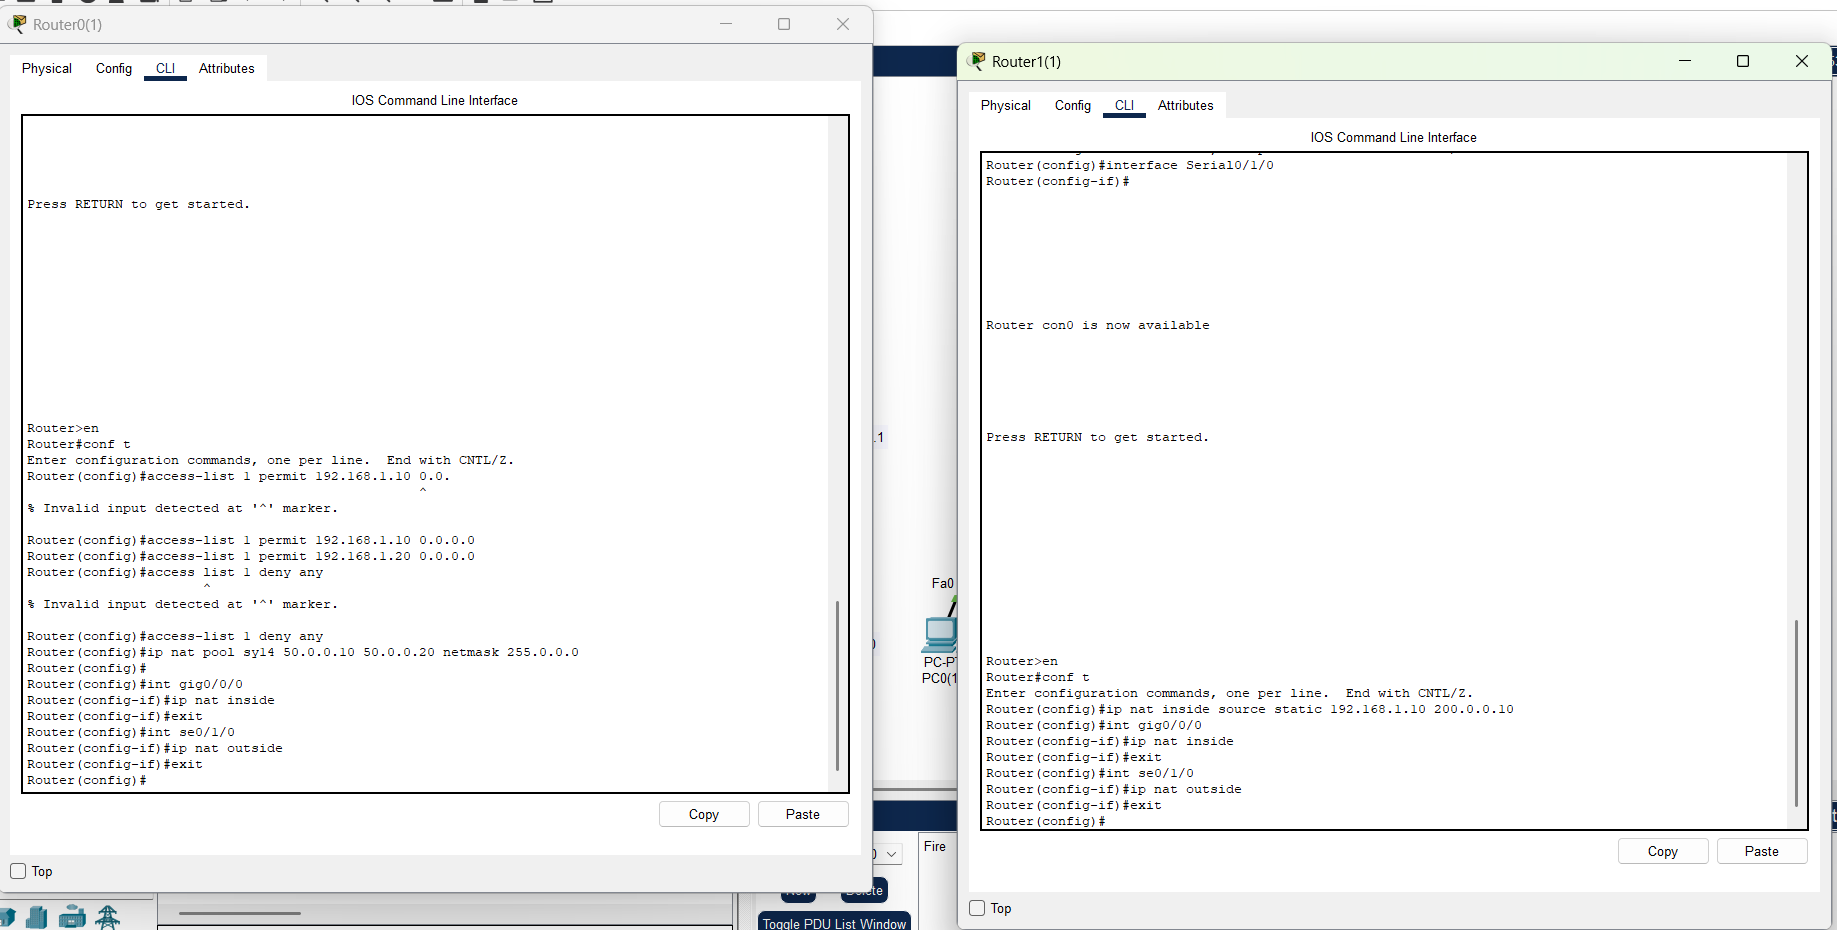 Router0(1)
Physical Config CLI Attributes
IOS Command Line Interface
Press RETURN to get started.
Router>en
Router#conf t
Enter configuration commands, one per line.  End with CNTL/Z.
Router(config)#access-list 1 permit 192.168.1.10 0.0.
^
% Invalid input detected at '^' marker.
Router(config)#access-list 1 permit 192.168.1.10 0.0.0.0
Router(config)#access-list 1 permit 192.168.1.20 0.0.0.0
Router(config)#access list 1 deny any
^
% Invalid input detected at '^' marker.
Router(config)#access-list 1 deny any
Router(config)#ip nat pool sy14 50.0.0.10 50.0.0.20 netmask 255.0.0.0
Router(config)#
Router(config)#int gig0/0/0
Router(config-if)#ip nat inside
Router(config-if)#exit
Router(config)#int se0/1/0
Router(config-if)#ip nat outside
Router(config-if)#exit
Router(config)#
Copy Paste
Top
.1
Fa0
PC-P
PC0(1
Fire
New Delete
Toggle PDU List Window
Router1(1)
Physical Config CLI Attributes
IOS Command Line Interface
Router(config)#interface Serial0/1/0
Router(config-if)#
Router con0 is now available
Press RETURN to get started.
Router>en
Router#conf t
Enter configuration commands, one per line.  End with CNTL/Z.
Router(config)#ip nat inside source static 192.168.1.10 200.0.0.10
Router(config)#int gig0/0/0
Router(config-if)#ip nat inside
Router(config-if)#exit
Router(config)#int se0/1/0
Router(config-if)#ip nat outside
Router(config-if)#exit
Router(config)#
Copy Paste
Top